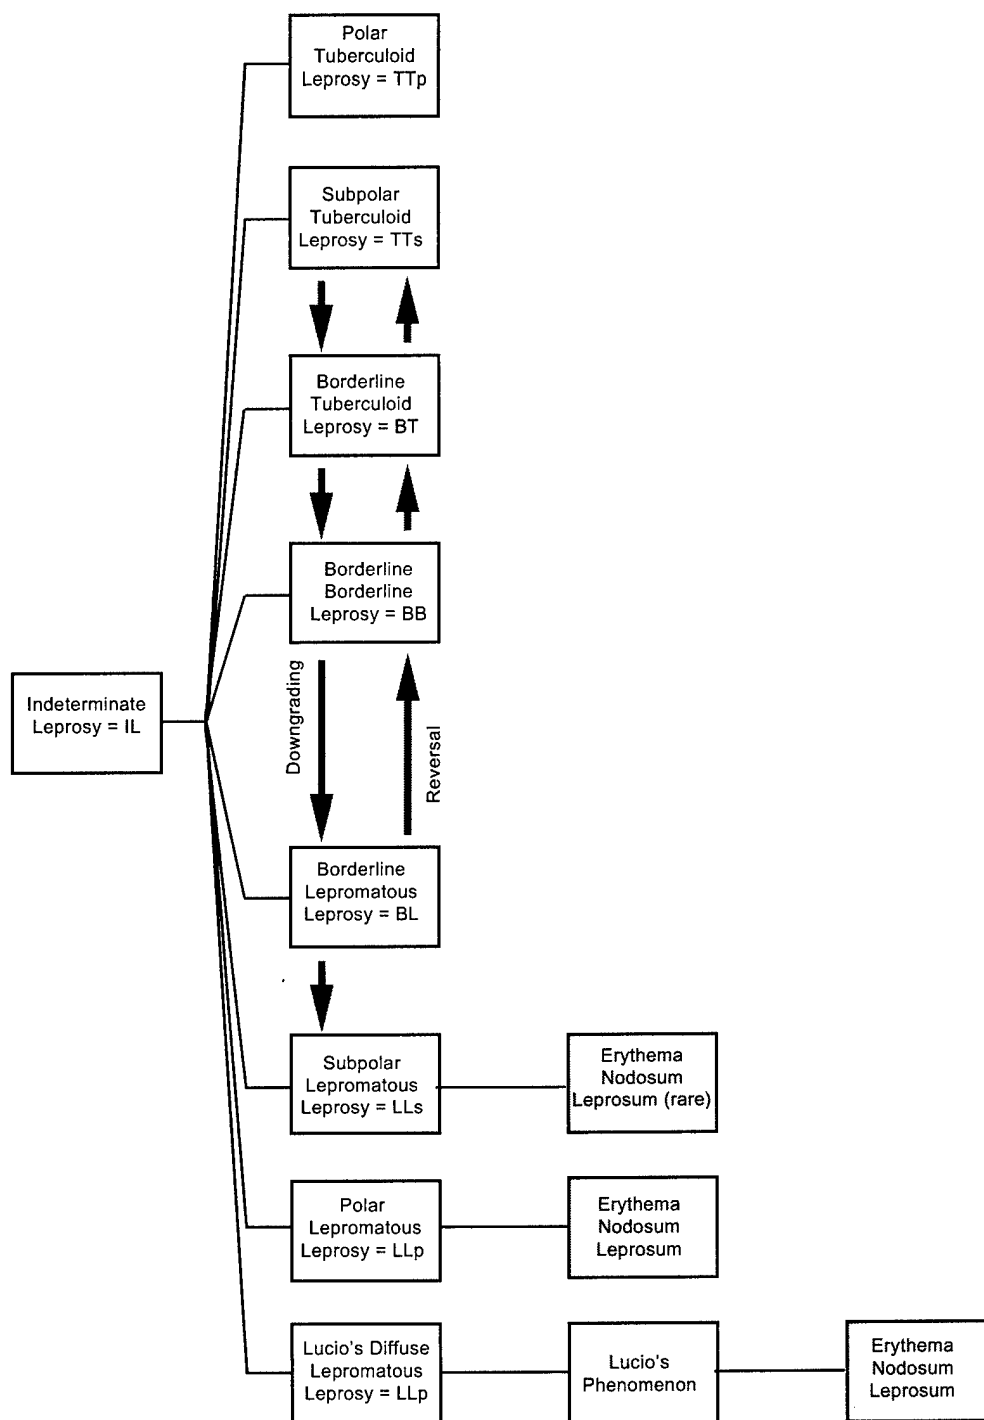 Polar
Tuberculoid
Leprosy = TTp
Subpolar
Tuberculoid
Leprosy = TTs
Borderline
Tuberculoid
Leprosy = BT
Borderline
Borderline
Leprosy = BB
Indeterminate
Leprosy = IL
Downgrading
Reversal
Borderline
Lepromatous
Leprosy = BL
Subpolar
Lepromatous
Leprosy = LLs
Erythema
Nodosum
Leprosum (rare)
Polar
Lepromatous
Leprosy = LLp
Erythema
Nodosum
Leprosum
Lucio's Diffuse
Lepromatous
Leprosy = LLp
Lucio's
Phenomenon
Erythema
Nodosum
Leprosum